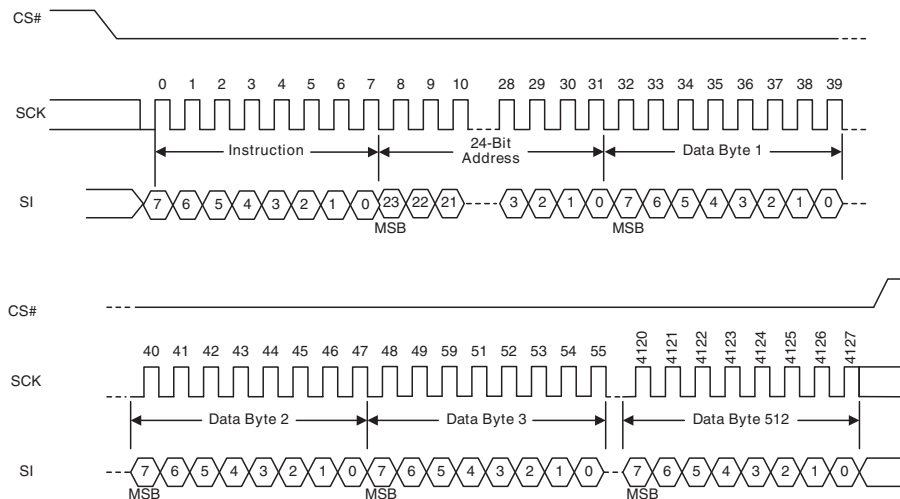 CS#
0 1 2 3 4 5 6 7 8 9 10 28 29 30 31 32 33 34 35 36 37 38 39
SCK
Instruction 24-Bit Address Data Byte 1
SI
7 6 5 4 3 2 1 0 23 22 21 3 2 1 0 7 6 5 4 3 2 1 0
MSB MSB
CS#
40 41 42 43 44 45 46 47 48 49 59 51 52 53 54 55 4120 4121 4122 4123 4124 4125 4126 4127
SCK
Data Byte 2 Data Byte 3 Data Byte 512
SI
7 6 5 4 3 2 1 0 7 6 5 4 3 2 1 0 7 6 5 4 3 2 1 0
MSB MSB MSB